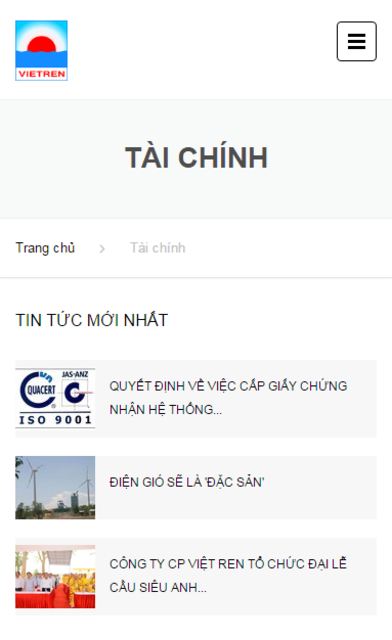 VIETREN
TÀI CHÍNH
Trang chủ > Tài chính
TIN TỨC MỚI NHẤT
QUACERT
JAS-ANZ
ISO 9001
QUYẾT ĐỊNH VỀ VIỆC CẤP GIẤY CHỨNG
NHẬN HỆ THỐNG...
ĐIỆN GIÓ SẼ LÀ 'ĐẶC SẢN'
CÔNG TY CP VIỆT REN TỔ CHỨC ĐẠI LỄ
CẦU SIÊU ANH...